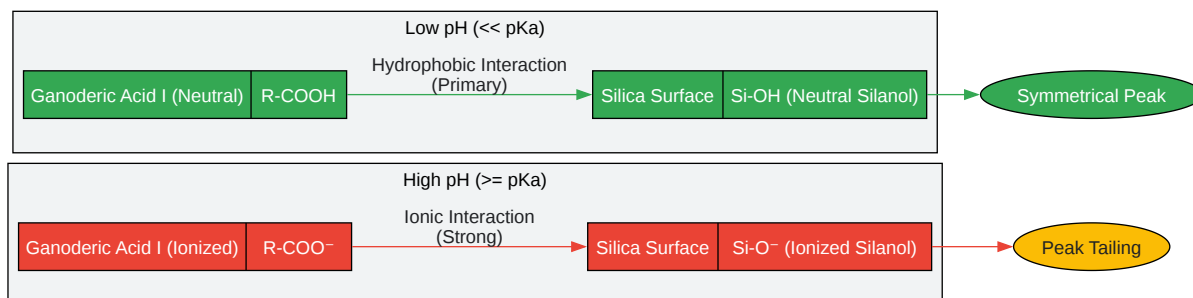 Low pH (<< pKa)
Ganoderic Acid I (Neutral) R-COOH
Hydrophobic Interaction
(Primary)
Silica Surface Si-OH (Neutral Silanol)
Symmetrical Peak
High pH (>= pKa)
Ganoderic Acid I (Ionized) R-COO⁻
Ionic Interaction
(Strong)
Silica Surface Si-O⁻ (Ionized Silanol)
Peak Tailing